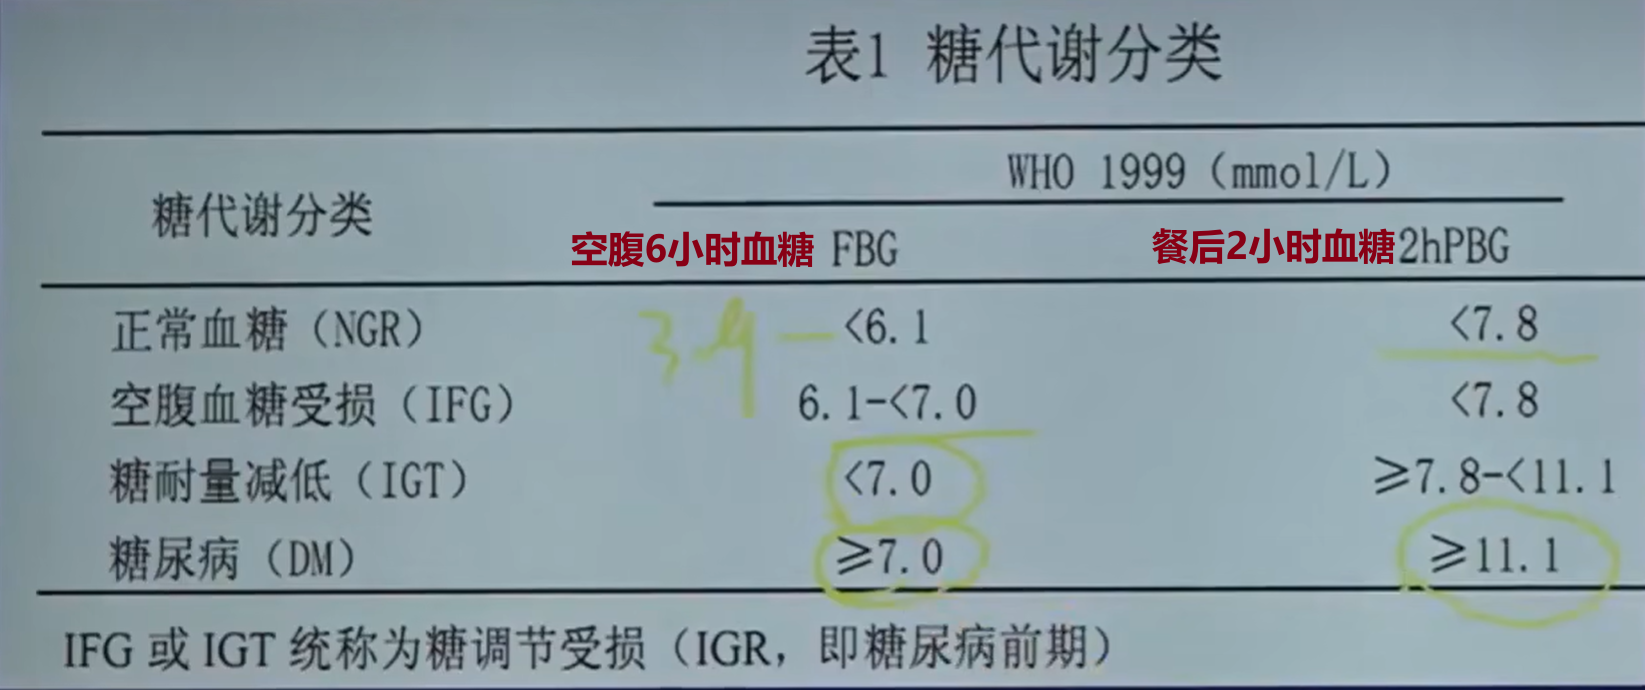 表1 糖代谢分类
WHO 1999（mmol/L）
糖代谢分类
空腹6小时血糖 FBG 餐后2小时血糖 2hPBG
正常血糖（NGR） 3.9 — <6.1 <7.8
空腹血糖受损（IFG） 6.1-<7.0 <7.8
糖耐量减低（IGT） <7.0 ≥7.8-<11.1
糖尿病（DM） ≥7.0 ≥11.1
IFG 或 IGT 统称为糖调节受损（IGR，即糖尿病前期）